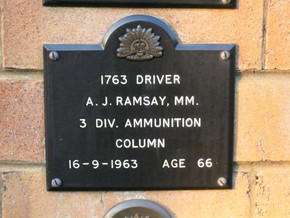 1763 DRIVER
A. J. RAMSAY, MM.
3 DIV. AMMUNITION
COLUMN
16-9-1963 AGE 66